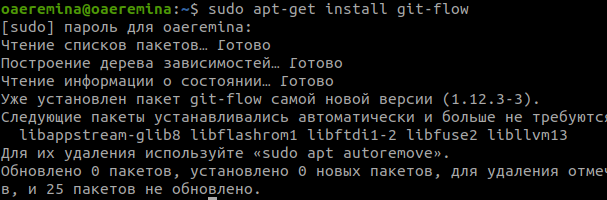 oaeremina@oaeremina:~$ sudo apt-get install git-flow
[sudo] пароль для oaeremina:
Чтение списков пакетов… Готово
Построение дерева зависимостей… Готово
Чтение информации о состоянии… Готово
Уже установлен пакет git-flow самой новой версии (1.12.3-3).
Следующие пакеты устанавливались автоматически и больше не требуются
libappstream-glib8 libflashrom1 libftdi1-2 libfuse2 libllvm13
Для их удаления используйте «sudo apt autoremove».
Обновлено 0 пакетов, установлено 0 новых пакетов, для удаления отмеч
в, и 25 пакетов не обновлено.